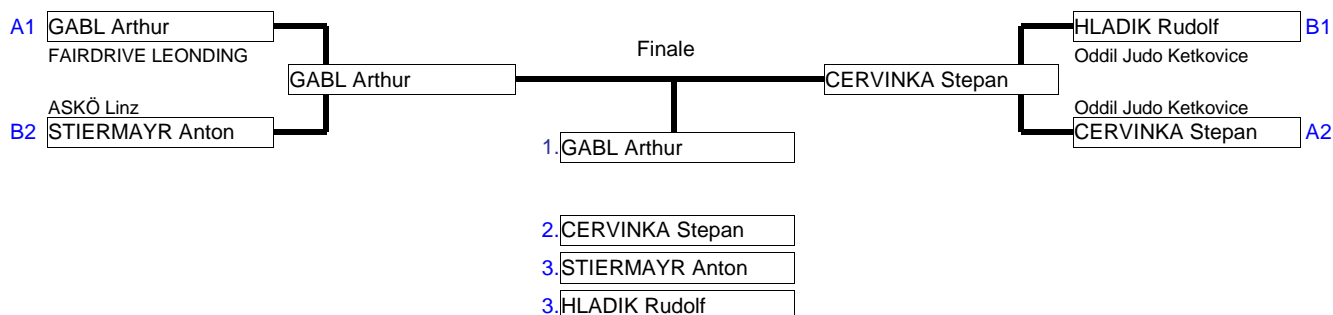 A1 GABL Arthur
FAIRDRIVE LEONDING
GABL Arthur
ASKÖ Linz
B2 STIERMAYR Anton
Finale
HLADIK Rudolf B1
Oddil Judo Ketkovice
CERVINKA Stepan
Oddil Judo Ketkovice
CERVINKA Stepan A2
1. GABL Arthur
2. CERVINKA Stepan
3. STIERMAYR Anton
3. HLADIK Rudolf